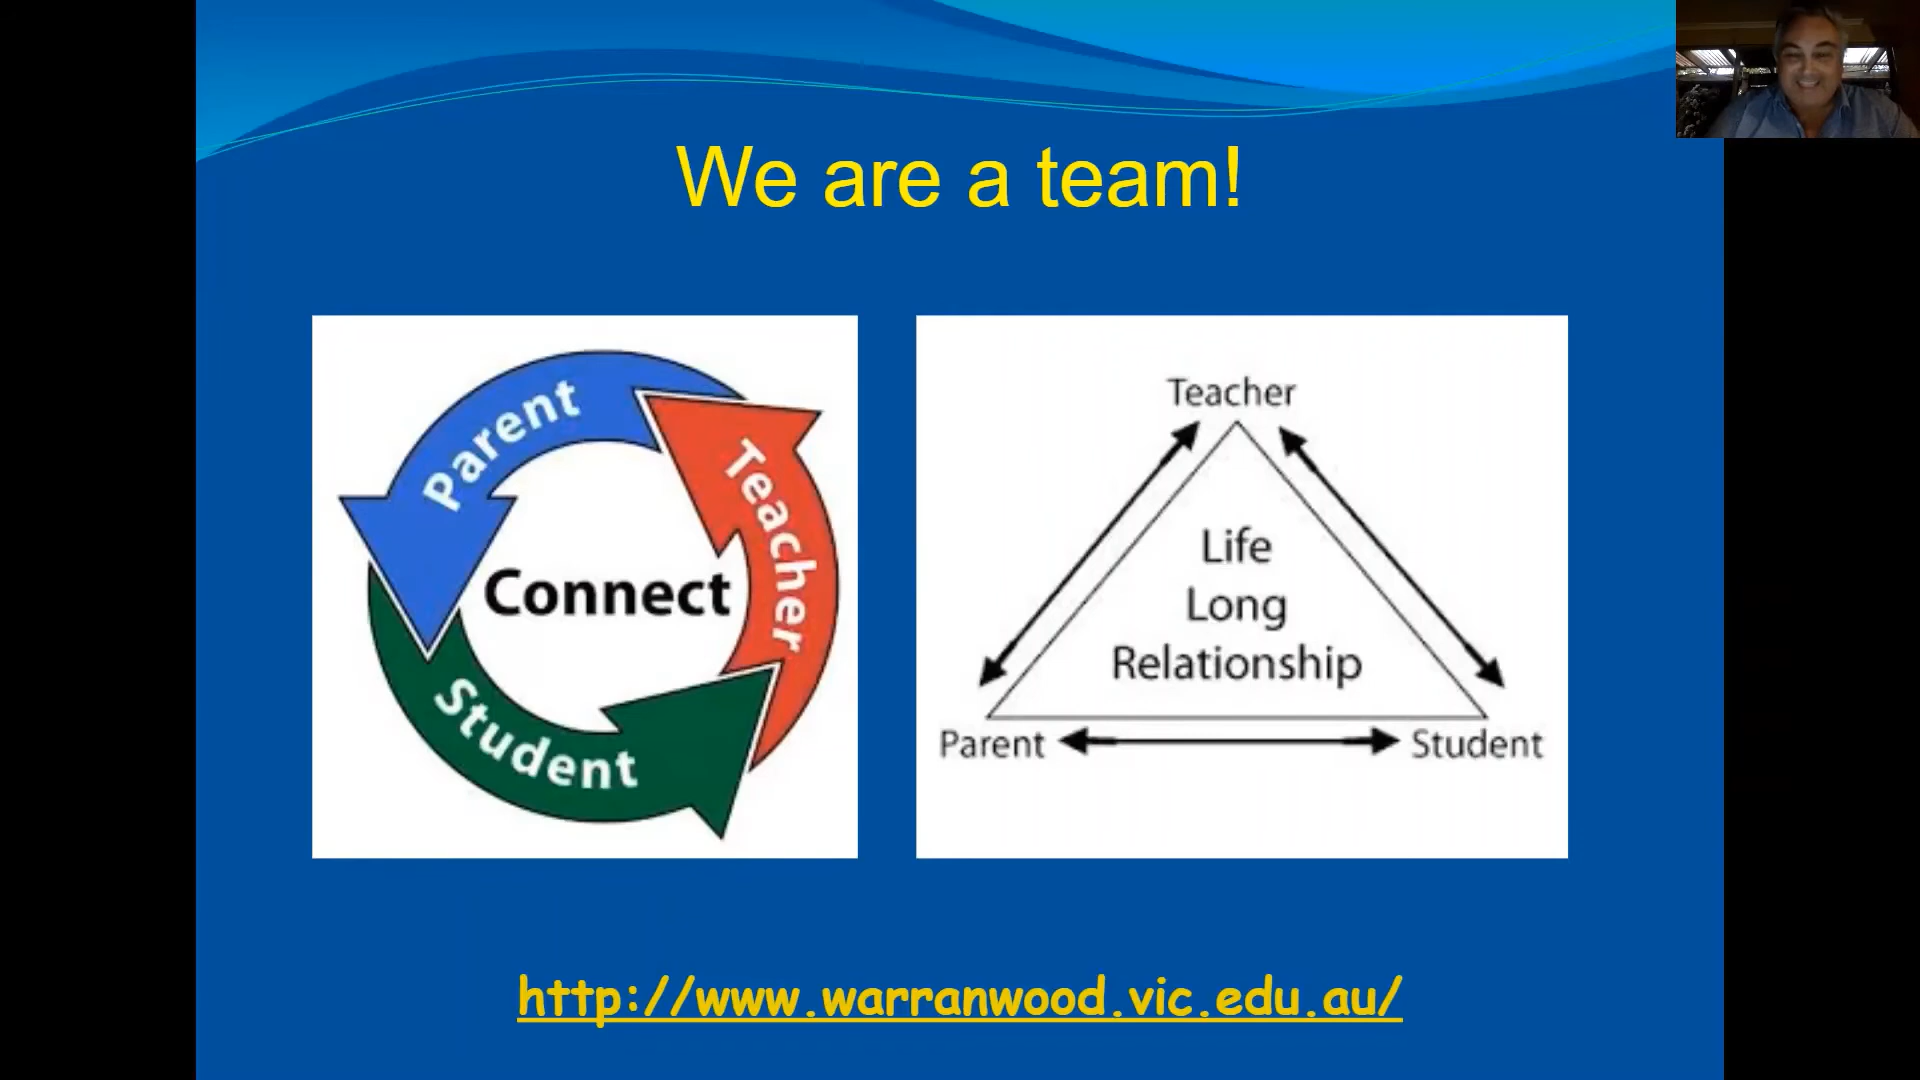 We are a team!
Parent
Teacher
Connect
Student
Teacher
Life
Long
Relationship
Parent
Student
http://www.warranwood.vic.edu.au/